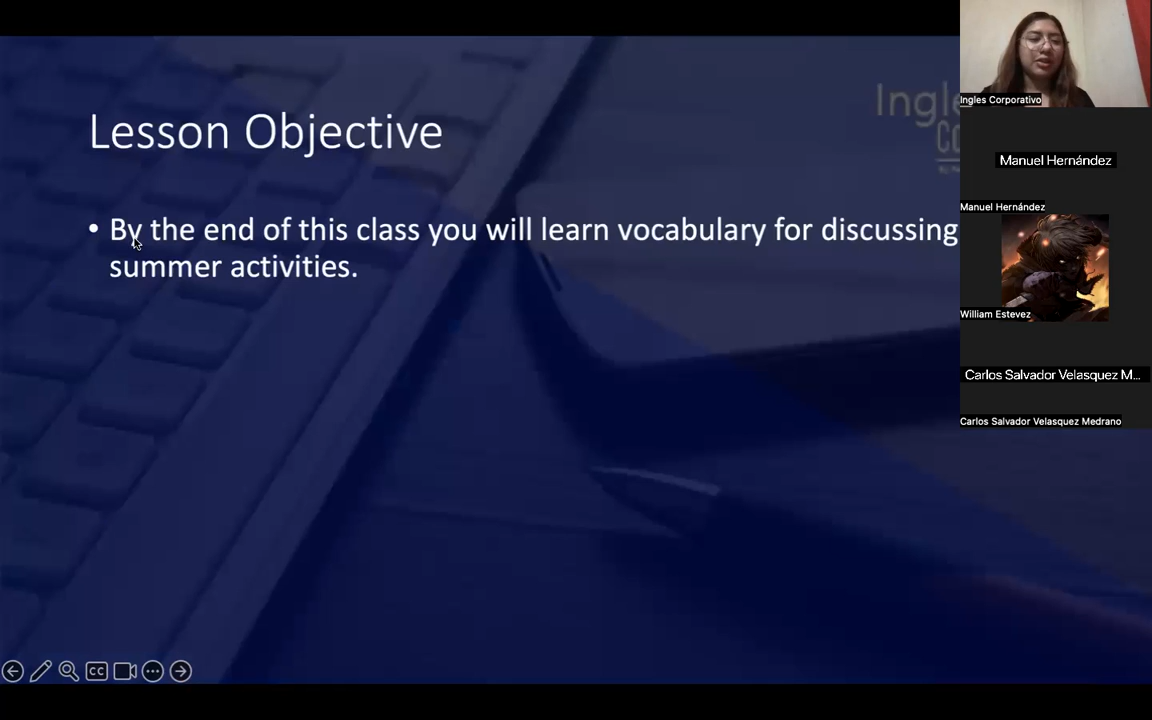 Lesson Objective
• By the end of this class you will learn vocabulary for discussing
summer activities.
Ingles Corporativo
Manuel Hernández
Manuel Hernández
William Estevez
Carlos Salvador Velasquez M...
Carlos Salvador Velasquez Medrano
CC